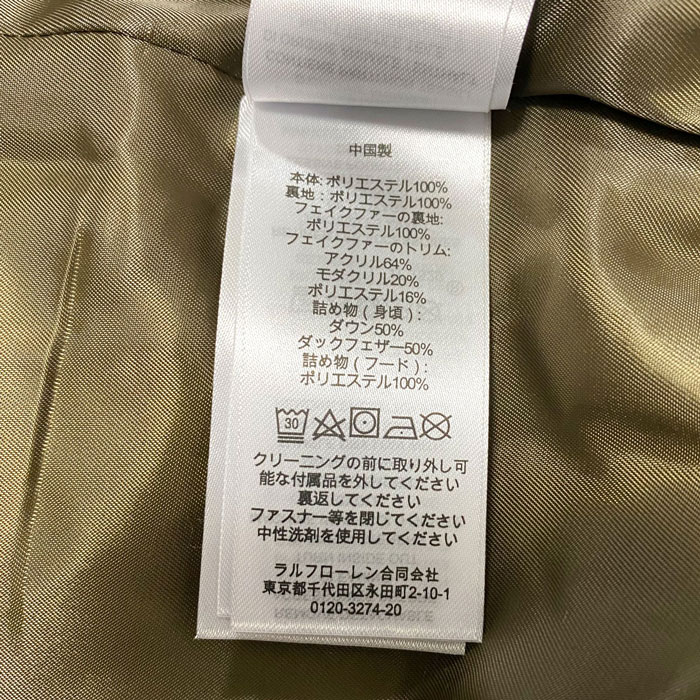 中国製
本体: ポリエステル100%
裏地：ポリエステル100%
フェイクファーの裏地:
ポリエステル100%
フェイクファーのトリム:
アクリル64%
モダクリル20%
ポリエステル16%
詰め物（身頃）:
ダウン50%
ダックフェザー50%
詰め物（フード）:
ポリエステル100%
30
クリーニングの前に取り外し可
能な付属品を外してください
裏返してください
ファスナー等を閉じてください
中性洗剤を使用してください
ラルフローレン合同会社
東京都千代田区永田町2-10-1
0120-3274-20